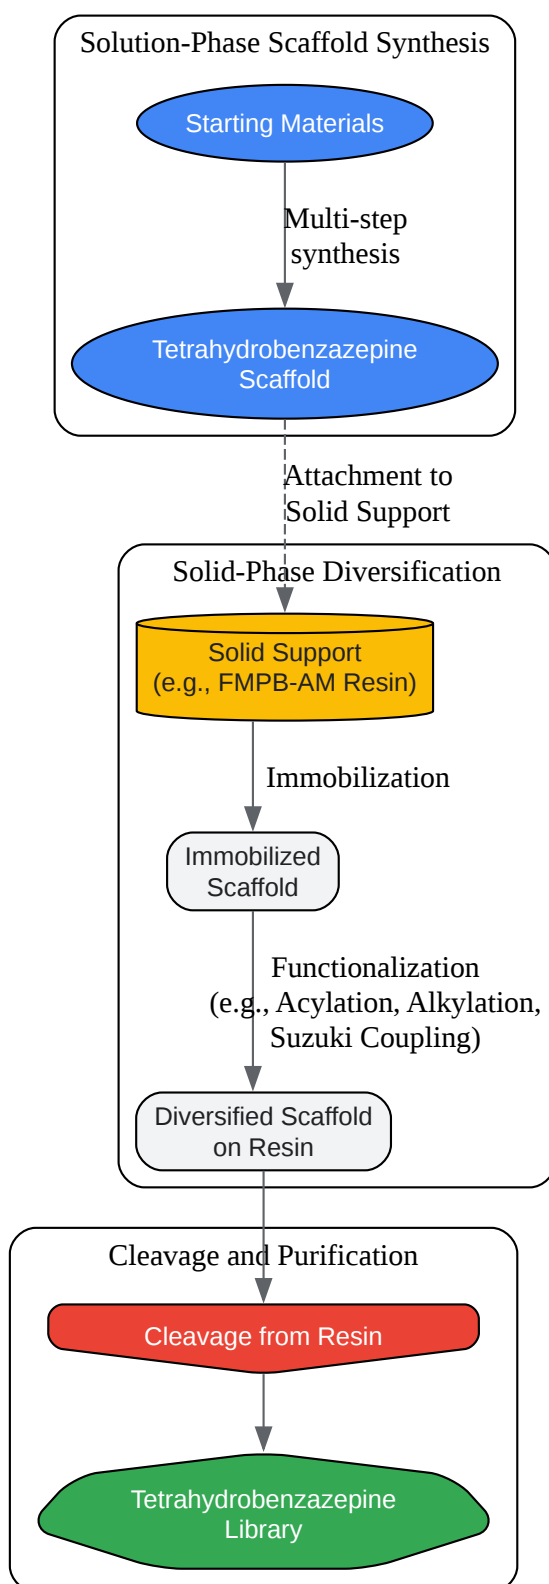 Solution-Phase Scaffold Synthesis
Starting Materials
Multi-step
synthesis
Tetrahydrobenzazepine
Scaffold
Attachment to
Solid Support
Solid-Phase Diversification
Solid Support
(e.g., FMPB-AM Resin)
Immobilization
Immobilized
Scaffold
Functionalization
(e.g., Acylation, Alkylation,
Suzuki Coupling)
Diversified Scaffold
on Resin
Cleavage and Purification
Cleavage from Resin
Tetrahydrobenzazepine
Library